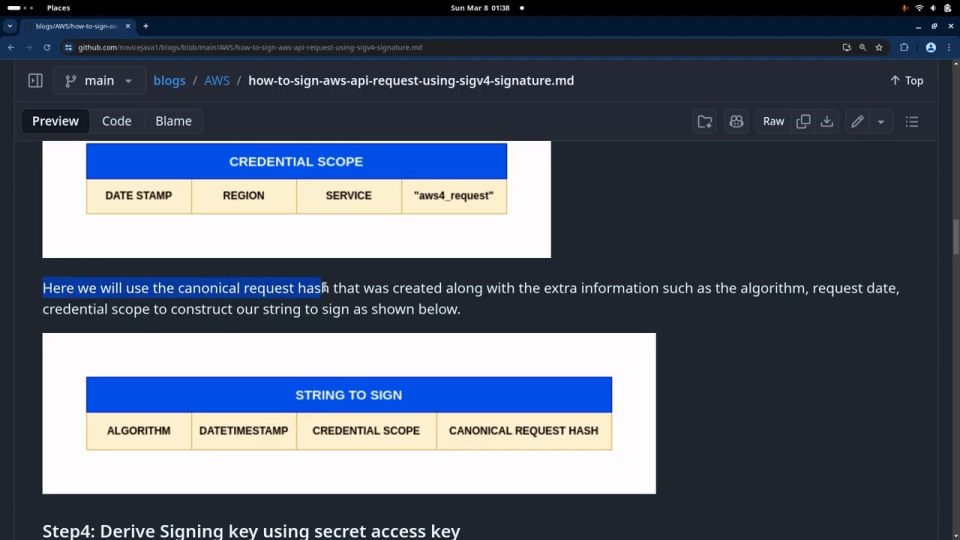 Places
Sun Mar 8 01:38
blogs/AWS/how-to-sign-aw
github.com/novicejava1/blogs/blob/main/AWS/how-to-sign-aws-api-request-using-sigv4-signature.md
main
blogs / AWS / how-to-sign-aws-api-request-using-sigv4-signature.md
Top
Preview Code Blame
Raw
CREDENTIAL SCOPE
DATE STAMP REGION SERVICE "aws4_request"
Here we will use the canonical request hash that was created along with the extra information such as the algorithm, request date,
credential scope to construct our string to sign as shown below.
STRING TO SIGN
ALGORITHM DATETIMESTAMP CREDENTIAL SCOPE CANONICAL REQUEST HASH
Step4: Derive Signing key using secret access key